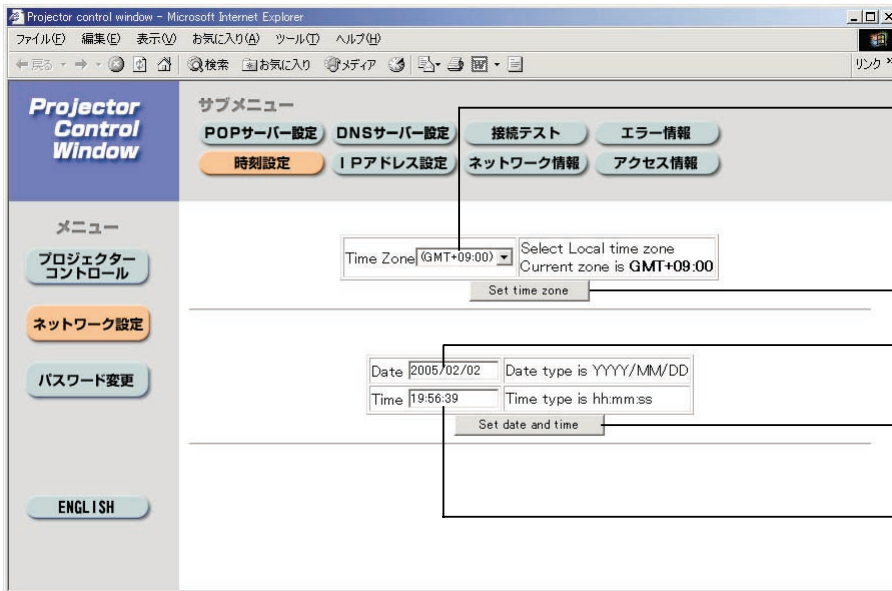 Projector control window - Microsoft Internet Explorer
ファイル(F) 編集(E) 表示(V) お気に入り(A) ツール(T) ヘルプ(H)
戻る 検索 お気に入り メディア リンク »
Projector
Control
Window
サブメニュー
POPサーバー設定 DNSサーバー設定 接続テスト エラー情報
時刻設定 IPアドレス設定 ネットワーク情報 アクセス情報
メニュー
プロジェクター
コントロール
ネットワーク設定
パスワード変更
ENGLISH
Time Zone (GMT+09:00) Select Local time zone
Current zone is GMT+09:00
Set time zone
Date 2005/02/02 Date type is YYYY/MM/DD
Time 19:56:39 Time type is hh:mm:ss
Set date and time